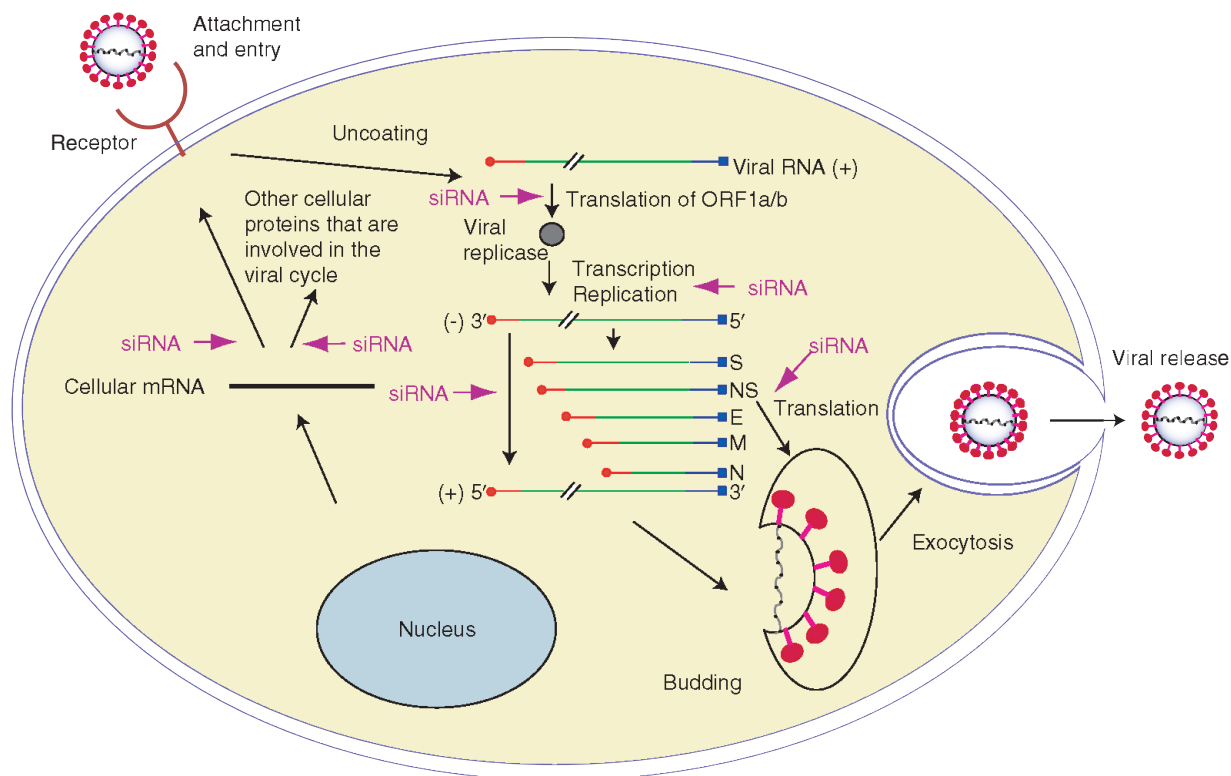 Attachment
and entry
Receptor
Uncoating
Viral RNA (+)
siRNA
Translation of ORF1a/b
Other cellular
proteins that are
involved in the
viral cycle
Viral
replicase
Transcription
Replication
siRNA
(-) 3′
5′
siRNA
siRNA
siRNA
S
Viral release
Cellular mRNA
siRNA
NS
Translation
E
M
N
(+) 5′
3′
Exocytosis
Nucleus
Budding